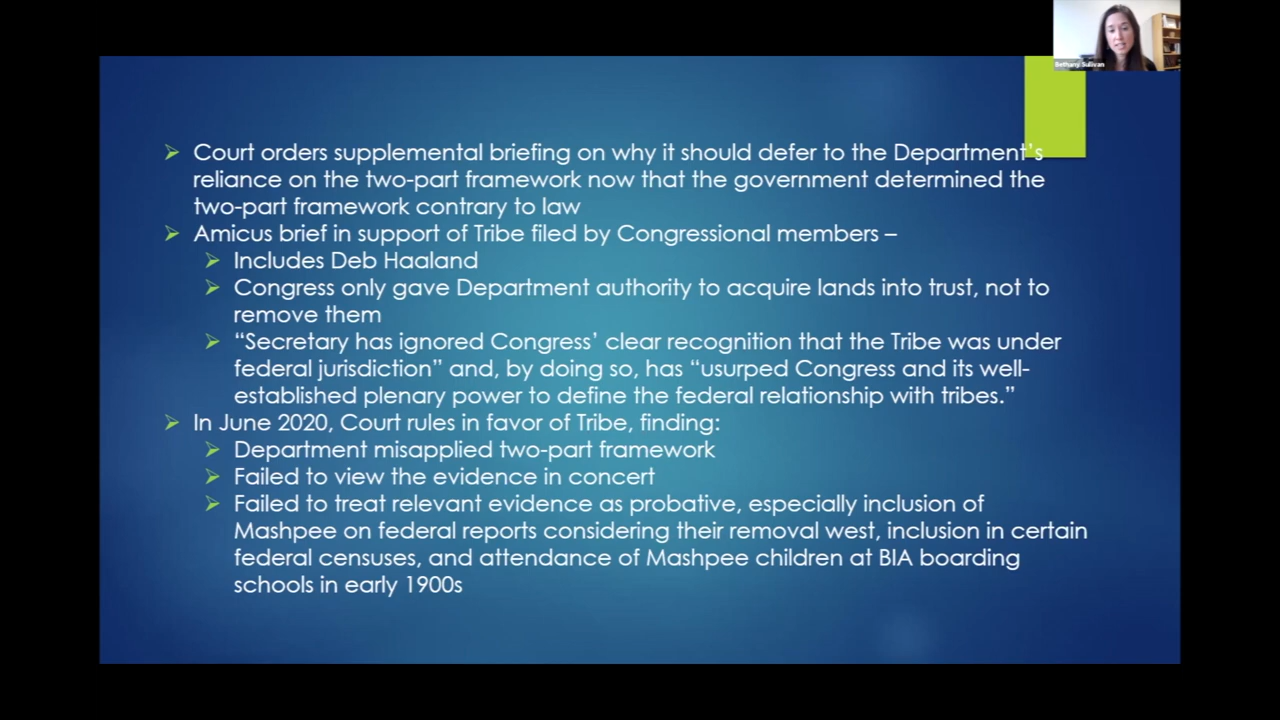 Bethany Sullivan
Court orders supplemental briefing on why it should defer to the Department's
reliance on the two-part framework now that the government determined the
two-part framework contrary to law
Amicus brief in support of Tribe filed by Congressional members –
Includes Deb Haaland
Congress only gave Department authority to acquire lands into trust, not to
remove them
“Secretary has ignored Congress’ clear recognition that the Tribe was under
federal jurisdiction” and, by doing so, has “usurped Congress and its well-
established plenary power to define the federal relationship with tribes.”
In June 2020, Court rules in favor of Tribe, finding:
Department misapplied two-part framework
Failed to view the evidence in concert
Failed to treat relevant evidence as probative, especially inclusion of
Mashpee on federal reports considering their removal west, inclusion in certain
federal censuses, and attendance of Mashpee children at BIA boarding
schools in early 1900s